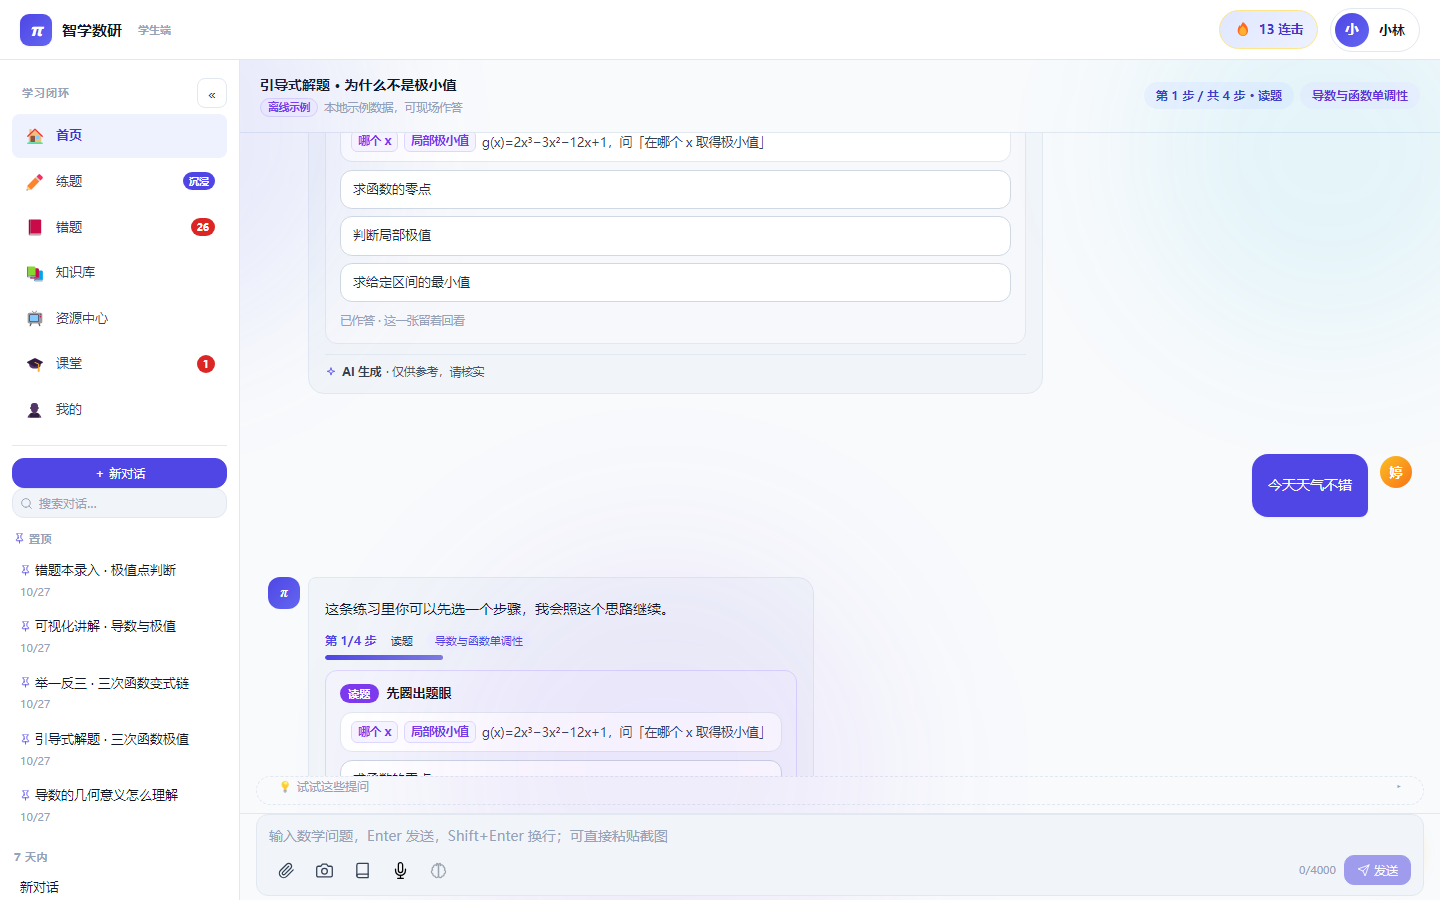 π 智学数研 学生端
13 连击
小 小林
学习闭环 «
首页
练题 沉浸
错题 26
知识库
资源中心
课堂 1
我的
+ 新对话
搜索对话...
置顶
错题本录入 · 极值点判断
10/27
可视化讲解 · 导数与极值
10/27
举一反三 · 三次函数变式链
10/27
引导式解题 · 三次函数极值
10/27
导数的几何意义怎么理解
10/27
7 天内
新对话
引导式解题 • 为什么不是极小值
离线示例 本地示例数据，可现场作答
第 1 步 / 共 4 步 • 读题 导数与函数单调性
哪个 x 局部极小值 g(x)=2x³−3x²−12x+1，问「在哪个 x 取得极小值」
求函数的零点
判断局部极值
求给定区间的最小值
已作答 · 这一张留着回看
AI 生成 · 仅供参考，请核实
今天天气不错 婷
π 这条练习里你可以先选一个步骤，我会照这个思路继续。
第 1/4 步 读题 导数与函数单调性
读题 先圈出题眼
哪个 x 局部极小值 g(x)=2x³−3x²−12x+1，问「在哪个 x 取得极小值」
求函数的零点
试试这些提问
输入数学问题，Enter 发送，Shift+Enter 换行；可直接粘贴截图
0/4000 发送